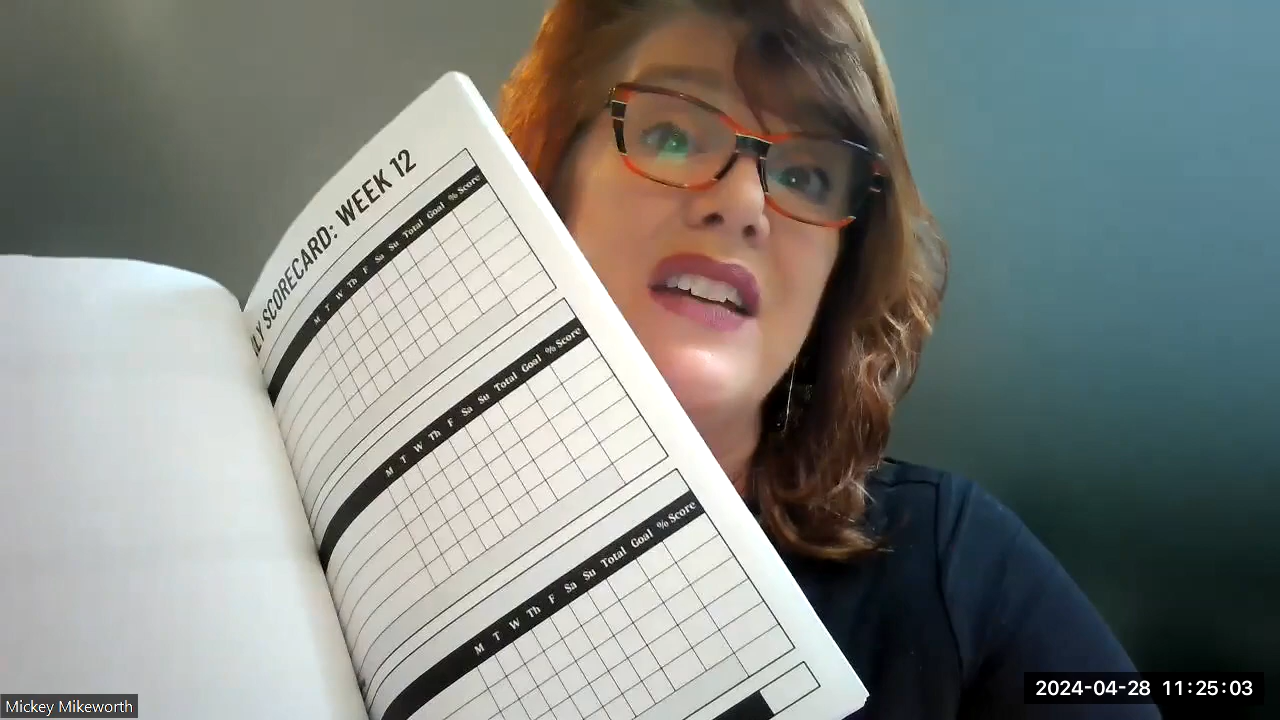 ILY SCORECARD: WEEK 12
M T W Th F Sa Su Total Goal % Score
M T W Th F Sa Su Total Goal % Score
M T W Th F Sa Su Total Goal % Score
Mickey Mikeworth
2024-04-28 11:25:03